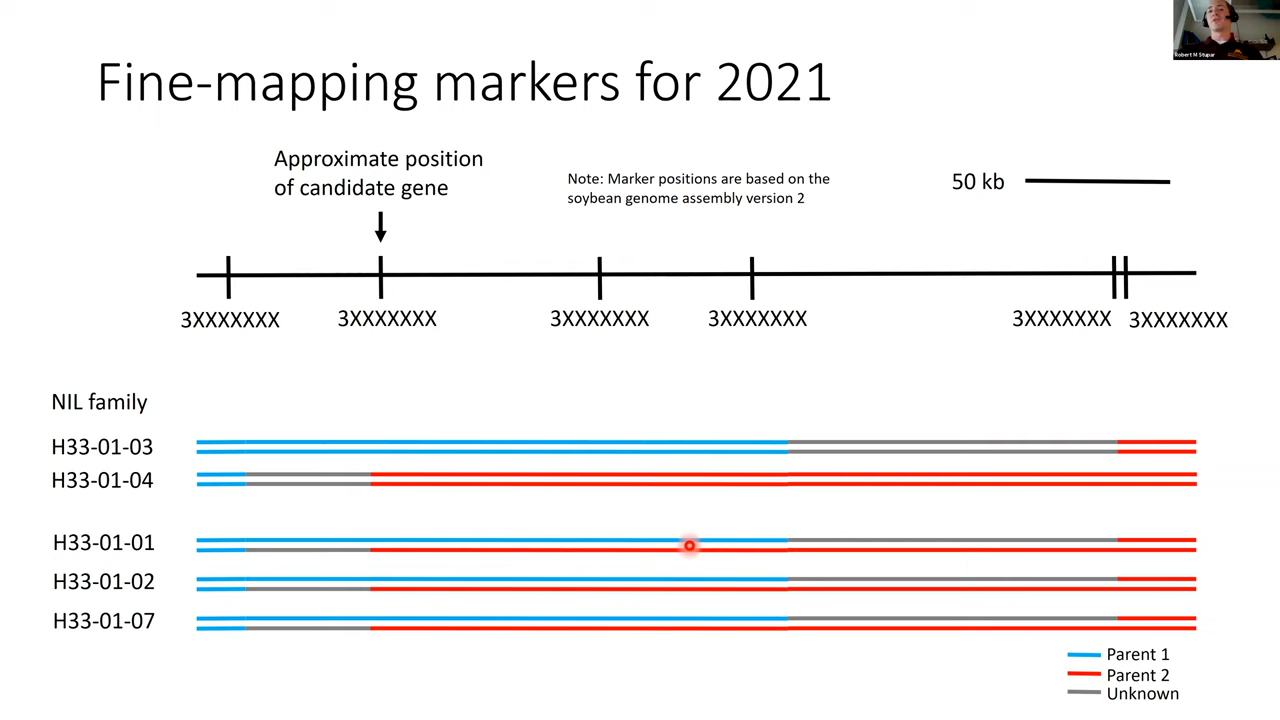 Robert M Stupar
Fine-mapping markers for 2021
Approximate position
of candidate gene
Note: Marker positions are based on the
soybean genome assembly version 2
50 kb
3XXXXXXX 3XXXXXXX 3XXXXXXX 3XXXXXXX 3XXXXXXX 3XXXXXXX
NIL family
H33-01-03
H33-01-04
H33-01-01
H33-01-02
H33-01-07
Parent 1
Parent 2
Unknown